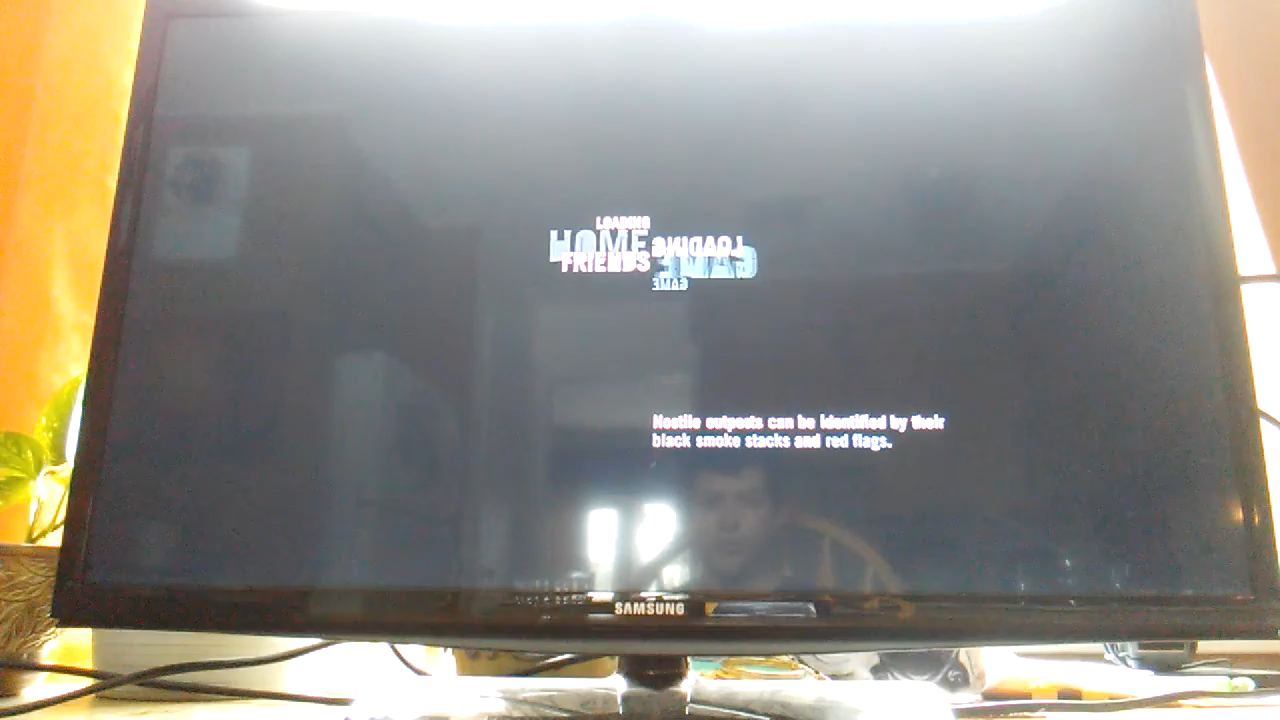 LOADING
HOME
FRIENDS
LOADING
GAME
GAME
Hostile outposts can be identified by their
black smoke stacks and red flags.
SAMSUNG